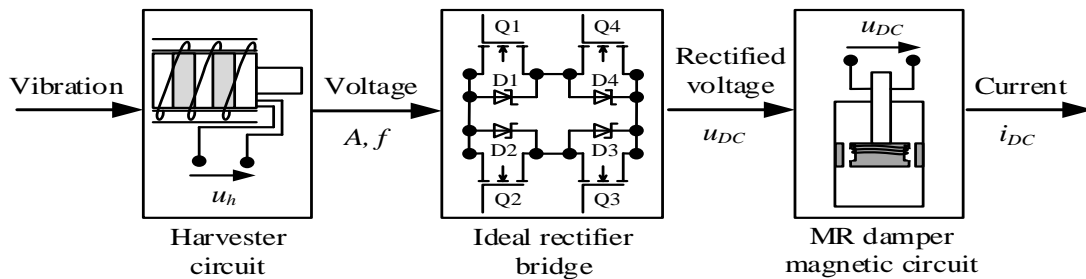 Vibration
u_h
Harvester
circuit
Voltage
A, f
Q1
Q4
D1
D4
D2
D3
Q2
Q3
Ideal rectifier
bridge
Rectified
voltage
u_DC
u_DC
MR damper
magnetic circuit
Current
i_DC